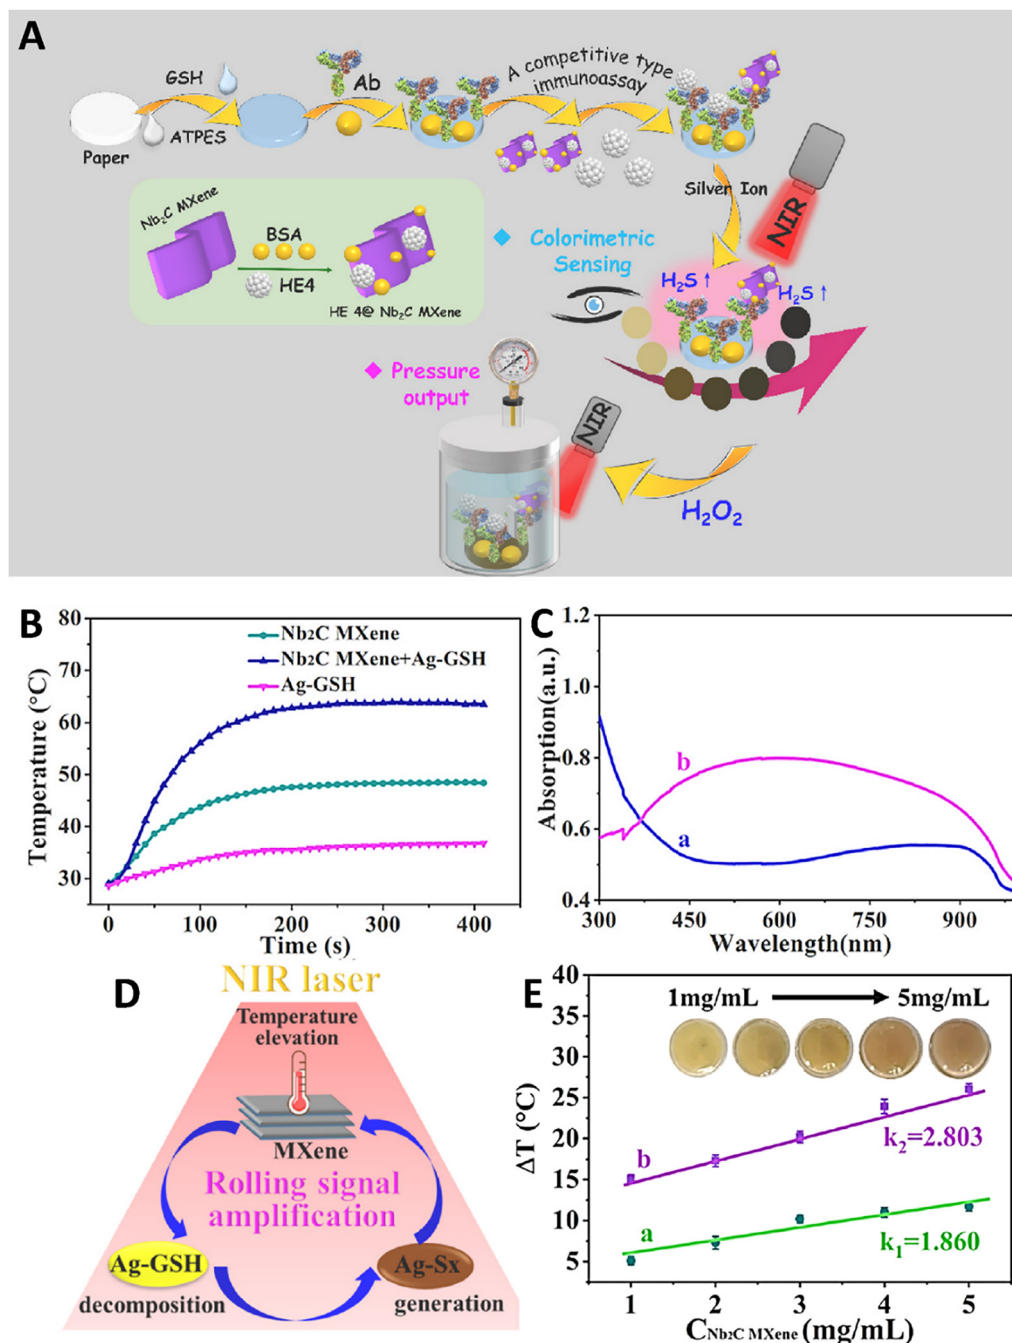 A
GSH
ATPES
Paper
Ab
A competitive type
immunoassay
Silver Ion
NIR
Nb₂C MXene
BSA
HE4
HE 4@ Nb₂C MXene
Colorimetric
Sensing
H₂S ↑
H₂S ↑
Pressure
output
NIR
H₂O₂
B
80
70
60
50
40
30
Temperature (°C)
Nb₂C MXene
Nb₂C MXene+Ag-GSH
Ag-GSH
0 100 200 300 400 500
Time (s)
C
1.2
1.0
0.8
0.6
0.4
Absorption(a.u.)
b
a
300 450 600 750 900
Wavelength(nm)
D
NIR laser
Temperature
elevation
MXene
Rolling signal
amplification
Ag-GSH
decomposition
Ag-Sx
generation
E
40
35
30
25
20
15
10
5
ΔT (°C)
1mg/mL
5mg/mL
b
k₂=2.803
a
k₁=1.860
1 2 3 4 5
C Nb₂C MXene (mg/mL)